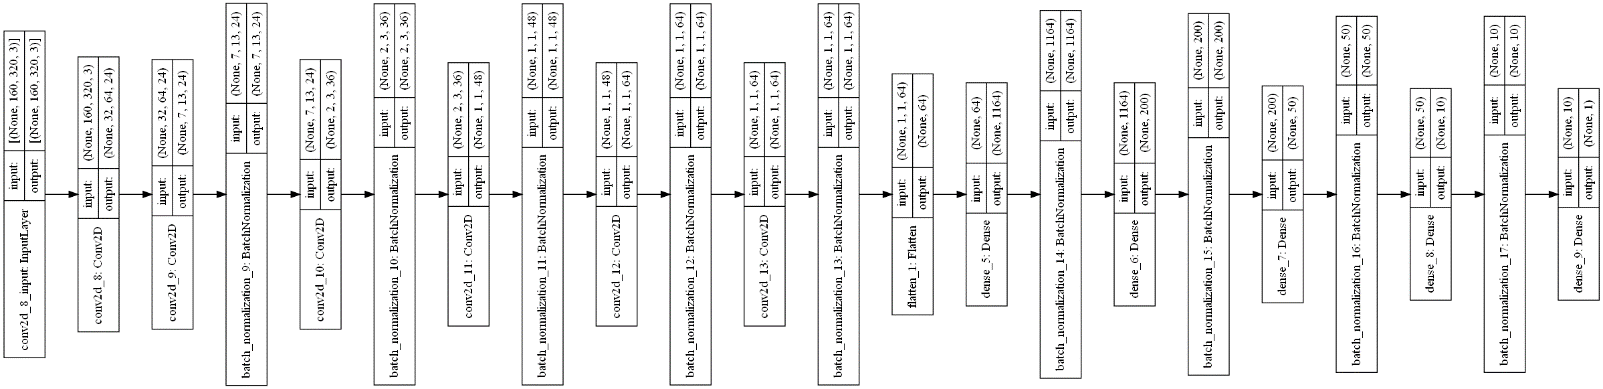 conv2d_8_input: InputLayer
input: [(None, 160, 320, 3)]
output: [(None, 160, 320, 3)]
conv2d_8: Conv2D
input: (None, 160, 320, 3)
output: (None, 32, 64, 24)
conv2d_9: Conv2D
input: (None, 32, 64, 24)
output: (None, 7, 13, 24)
batch_normalization_9: BatchNormalization
input: (None, 7, 13, 24)
output: (None, 7, 13, 24)
conv2d_10: Conv2D
input: (None, 7, 13, 24)
output: (None, 2, 3, 36)
batch_normalization_10: BatchNormalization
input: (None, 2, 3, 36)
output: (None, 2, 3, 36)
conv2d_11: Conv2D
input: (None, 2, 3, 36)
output: (None, 1, 1, 48)
batch_normalization_11: BatchNormalization
input: (None, 1, 1, 48)
output: (None, 1, 1, 48)
conv2d_12: Conv2D
input: (None, 1, 1, 48)
output: (None, 1, 1, 64)
batch_normalization_12: BatchNormalization
input: (None, 1, 1, 64)
output: (None, 1, 1, 64)
conv2d_13: Conv2D
input: (None, 1, 1, 64)
output: (None, 1, 1, 64)
batch_normalization_13: BatchNormalization
input: (None, 1, 1, 64)
output: (None, 1, 1, 64)
flatten_1: Flatten
input: (None, 1, 1, 64)
output: (None, 64)
dense_5: Dense
input: (None, 64)
output: (None, 1164)
batch_normalization_14: BatchNormalization
input: (None, 1164)
output: (None, 1164)
dense_6: Dense
input: (None, 1164)
output: (None, 200)
batch_normalization_15: BatchNormalization
input: (None, 200)
output: (None, 200)
dense_7: Dense
input: (None, 200)
output: (None, 50)
batch_normalization_16: BatchNormalization
input: (None, 50)
output: (None, 50)
dense_8: Dense
input: (None, 50)
output: (None, 10)
batch_normalization_17: BatchNormalization
input: (None, 10)
output: (None, 10)
dense_9: Dense
input: (None, 10)
output: (None, 1)